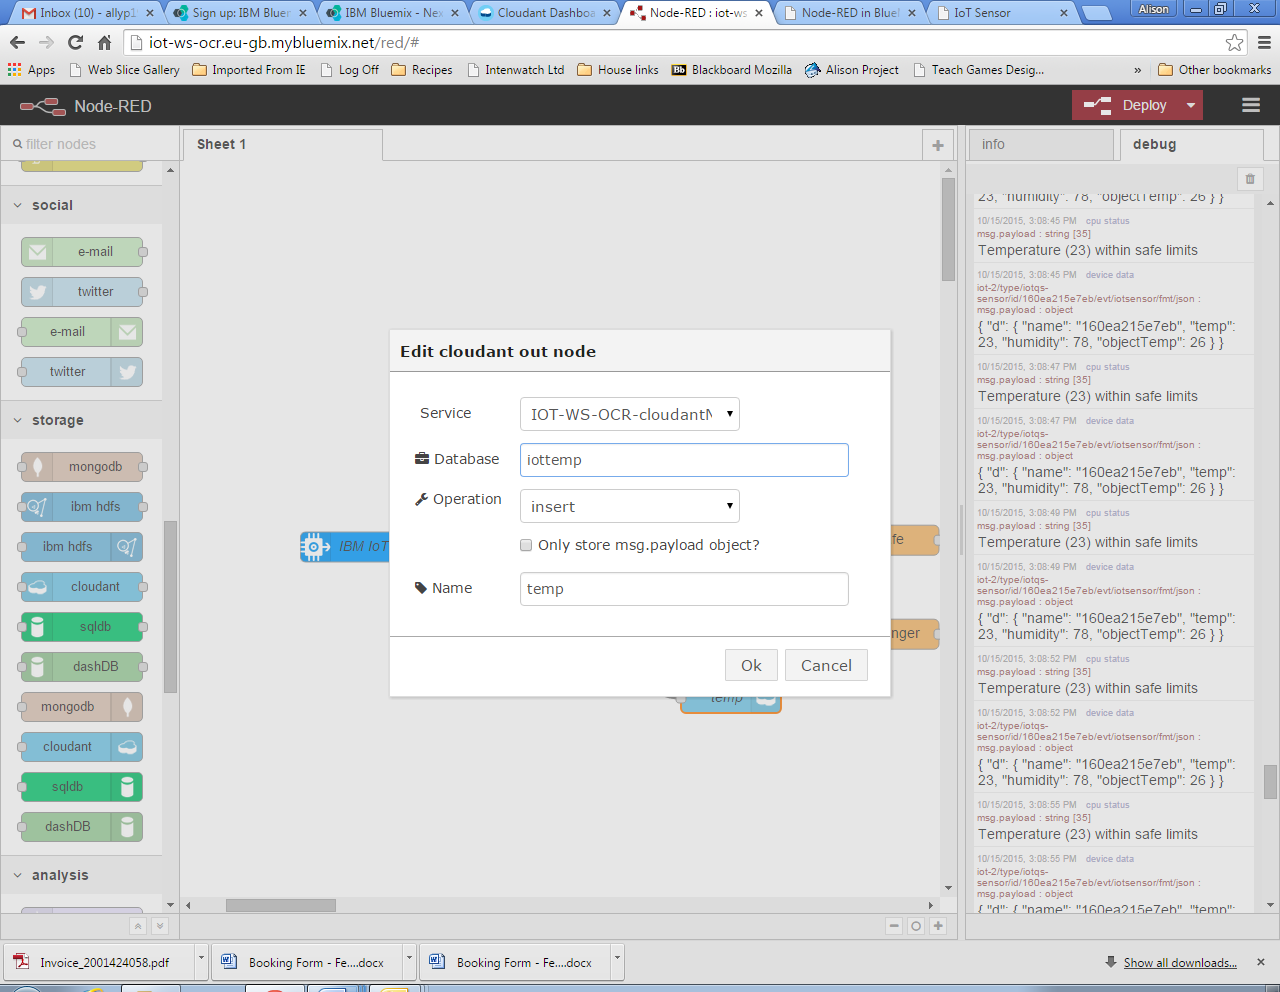 Inbox (10) - allyp1
Sign up: IBM Bluer
IBM Bluemix - Nex
Cloudant Dashboa
Node-RED : iot-ws
Node-RED in Blue
IoT Sensor
Alison
iot-ws-ocr.eu-gb.mybluemix.net/red/#
Apps
Web Slice Gallery
Imported From IE
Log Off
Recipes
Intenwatch Ltd
House links
Blackboard Mozilla
Alison Project
Teach Games Desig...
»
Other bookmarks
Node-RED
Deploy
filter nodes
Sheet 1
info
debug
social
e-mail
twitter
e-mail
twitter
storage
mongodb
ibm hdfs
ibm hdfs
cloudant
sqldb
dashDB
mongodb
cloudant
sqldb
dashDB
analysis
IBM IoT
fe
nger
temp
Edit cloudant out node
Service
IOT-WS-OCR-cloudantN
Database
iottemp
Operation
insert
Only store msg.payload object?
Name
temp
Ok
Cancel
23, "humidity": 78, "objectTemp": 26 } }
10/15/2015, 3:08:45 PM cpu status
msg.payload : string [35]
Temperature (23) within safe limits
10/15/2015, 3:08:45 PM device data
iot-2/type/iotqs-
sensor/id/160ea215e7eb/evt/iotsensor/fmt/json :
msg.payload : object
{ "d": { "name": "160ea215e7eb", "temp":
23, "humidity": 78, "objectTemp": 26 } }
10/15/2015, 3:08:47 PM cpu status
msg.payload : string [35]
Temperature (23) within safe limits
10/15/2015, 3:08:47 PM device data
iot-2/type/iotqs-
sensor/id/160ea215e7eb/evt/iotsensor/fmt/json :
msg.payload : object
{ "d": { "name": "160ea215e7eb", "temp":
23, "humidity": 78, "objectTemp": 26 } }
10/15/2015, 3:08:49 PM cpu status
msg.payload : string [35]
Temperature (23) within safe limits
10/15/2015, 3:08:49 PM device data
iot-2/type/iotqs-
sensor/id/160ea215e7eb/evt/iotsensor/fmt/json :
msg.payload : object
{ "d": { "name": "160ea215e7eb", "temp":
23, "humidity": 78, "objectTemp": 26 } }
10/15/2015, 3:08:52 PM cpu status
msg.payload : string [35]
Temperature (23) within safe limits
10/15/2015, 3:08:52 PM device data
iot-2/type/iotqs-
sensor/id/160ea215e7eb/evt/iotsensor/fmt/json :
msg.payload : object
{ "d": { "name": "160ea215e7eb", "temp":
23, "humidity": 78, "objectTemp": 26 } }
10/15/2015, 3:08:55 PM cpu status
msg.payload : string [35]
Temperature (23) within safe limits
10/15/2015, 3:08:55 PM device data
iot-2/type/iotqs-
sensor/id/160ea215e7eb/evt/iotsensor/fmt/json :
msg.payload : object
{ "d": { "name": "160ea215e7eb", "temp":
Invoice_2001424058.pdf
Booking Form - Fe....docx
Booking Form - Fe....docx
Show all downloads...